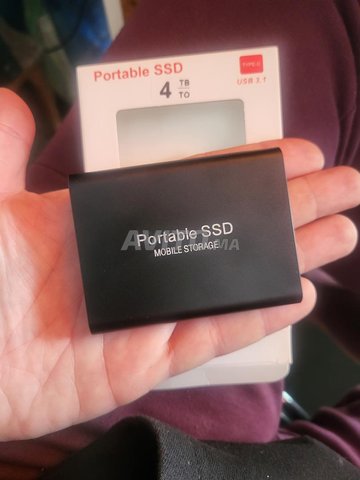 Portable SSD
4 TB
TO
TYPE-C
USB 3.1
Portable SSD
MOBILE STORAGE